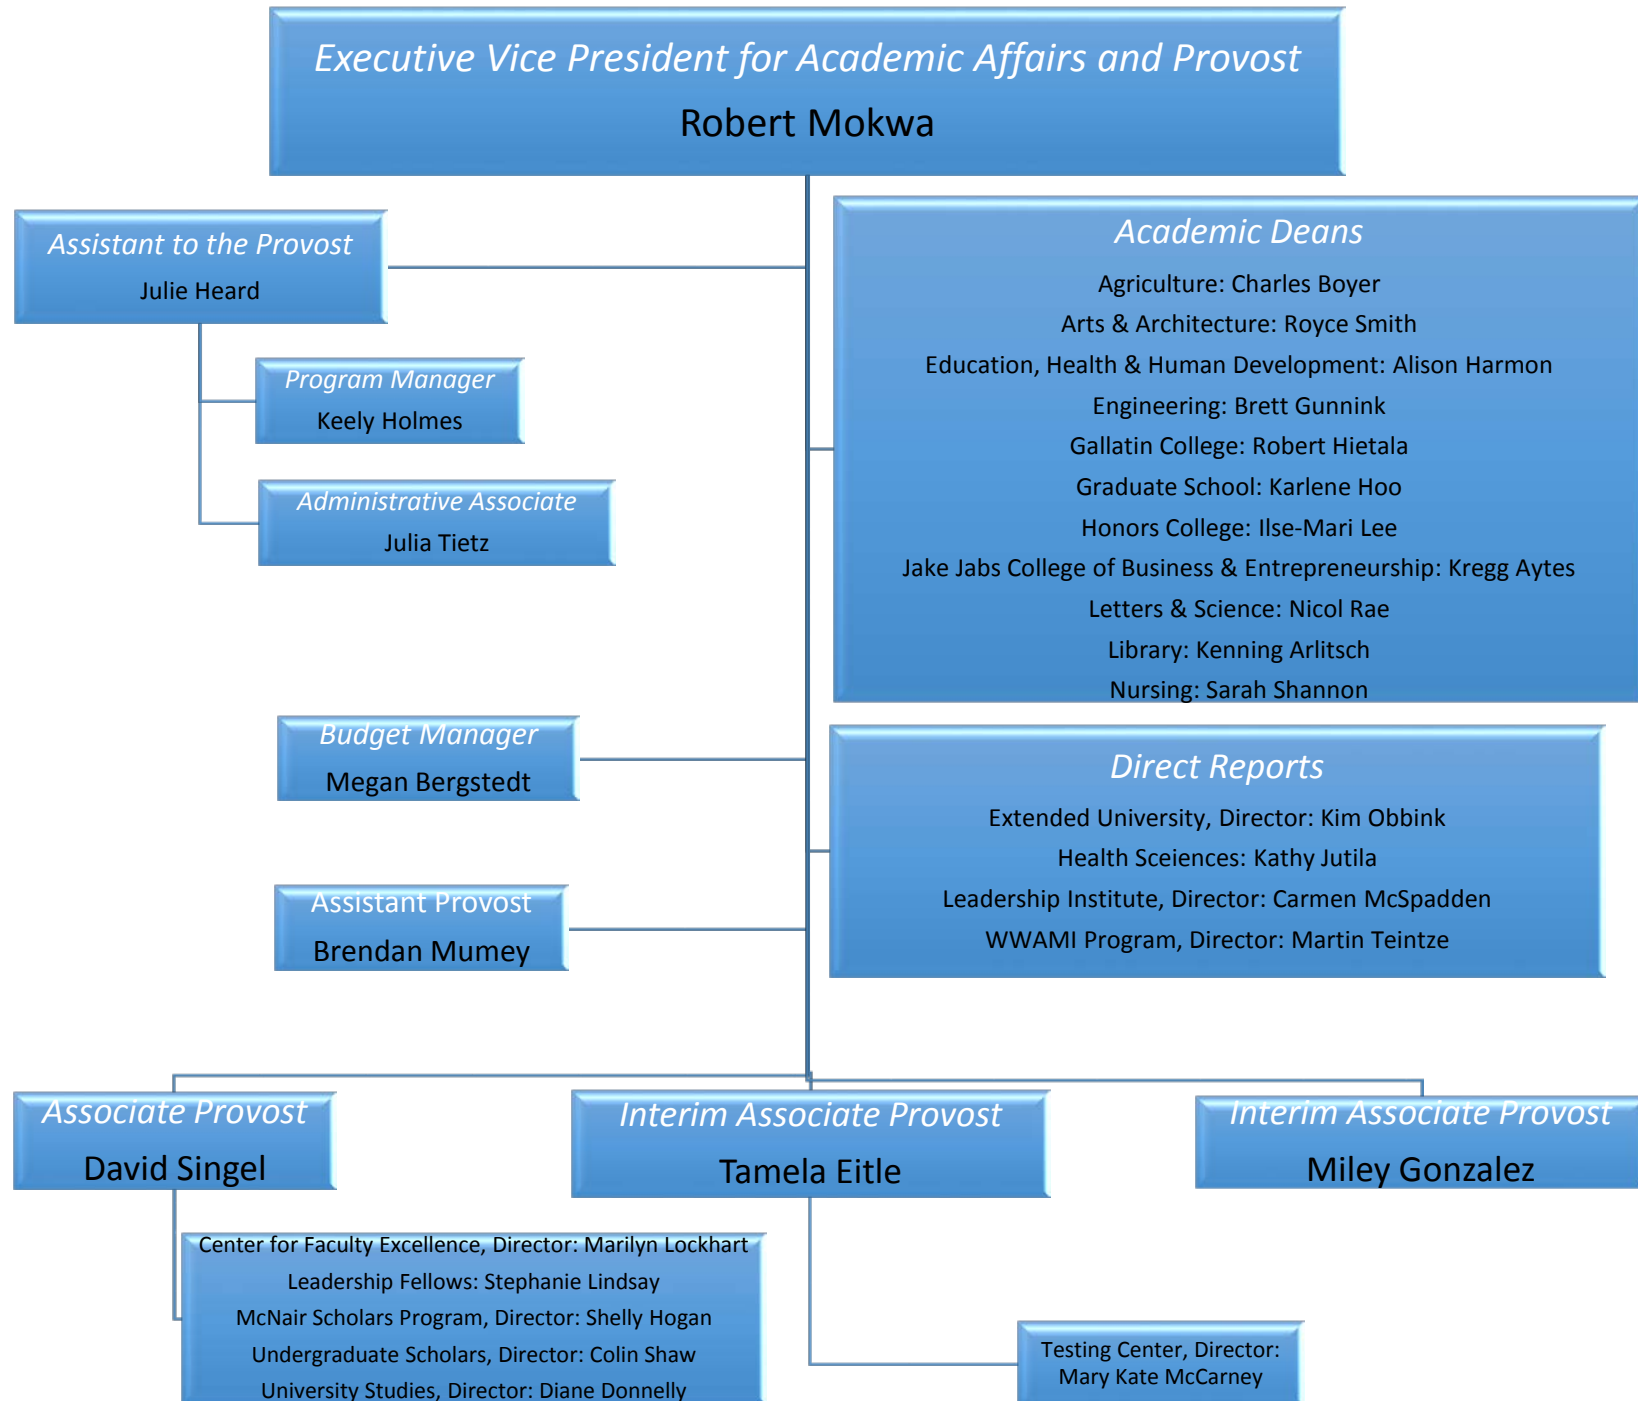 Executive Vice President for Academic Affairs and Provost
Robert Mokwa
Assistant to the Provost
Julie Heard
Program Manager
Keely Holmes
Administrative Associate
Julia Tietz
Academic Deans
Agriculture: Charles Boyer
Arts & Architecture: Royce Smith
Education, Health & Human Development: Alison Harmon
Engineering: Brett Gunnink
Gallatin College: Robert Hietala
Graduate School: Karlene Hoo
Honors College: Ilse-Mari Lee
Jake Jabs College of Business & Entrepreneurship: Kregg Aytes
Letters & Science: Nicol Rae
Library: Kenning Arlitsch
Nursing: Sarah Shannon
Budget Manager
Megan Bergstedt
Assistant Provost
Brendan Mumey
Direct Reports
Extended University, Director: Kim Obbink
Health Sceiences: Kathy Jutila
Leadership Institute, Director: Carmen McSpadden
WWAMI Program, Director: Martin Teintze
Associate Provost
David Singel
Center for Faculty Excellence, Director: Marilyn Lockhart
Leadership Fellows: Stephanie Lindsay
McNair Scholars Program, Director: Shelly Hogan
Undergraduate Scholars, Director: Colin Shaw
University Studies, Director: Diane Donnelly
Interim Associate Provost
Tamela Eitle
Testing Center, Director:
Mary Kate McCarney
Interim Associate Provost
Miley Gonzalez